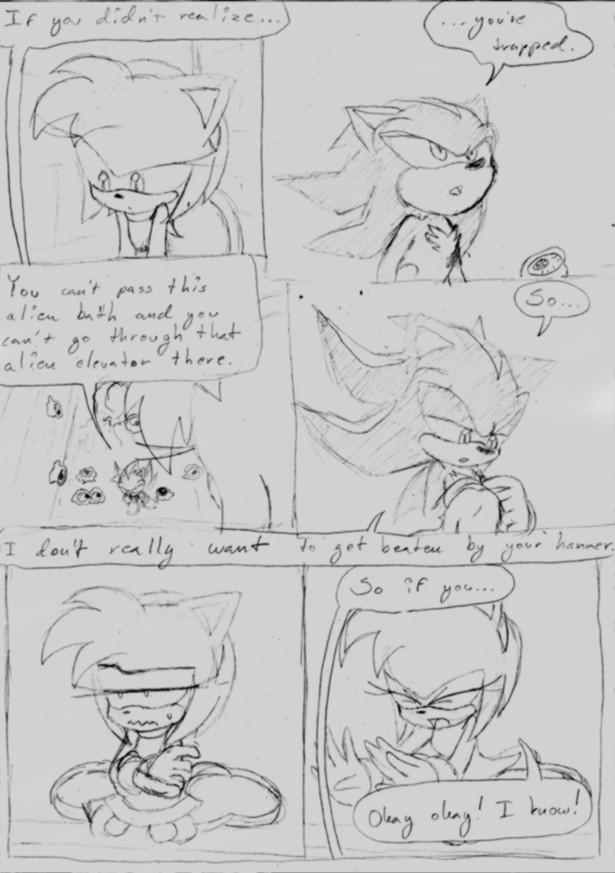 If you didn't realize...
...you're
trapped.
You can't pass this
alien bath and you
can't go through that
alien elevator there.
So...
I don't really want to get beaten by your hammer.
So if you...
Okay okay! I know!